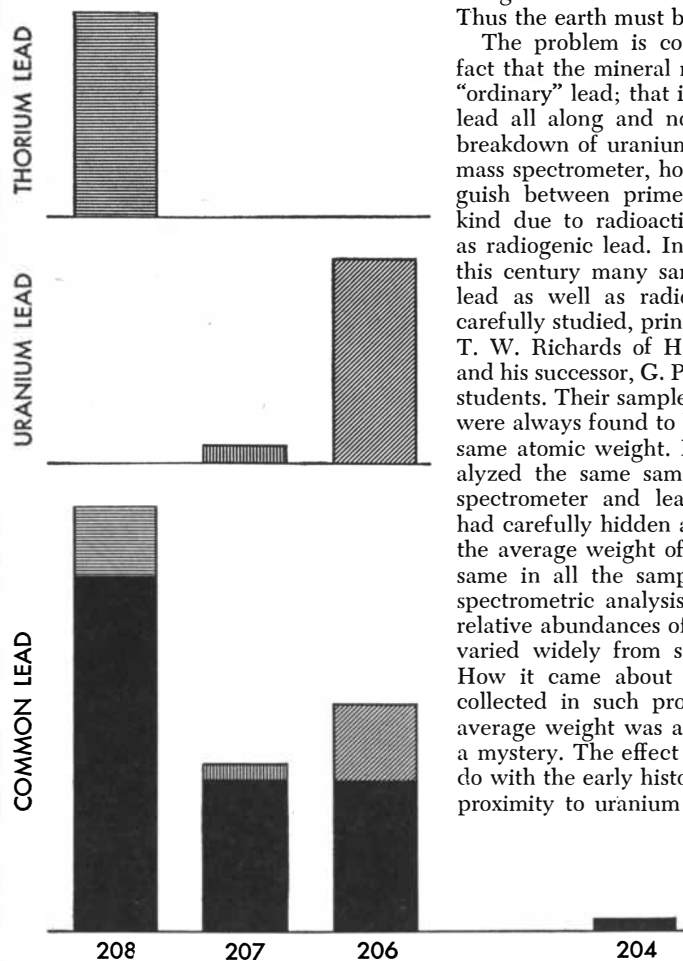 THORIUM LEAD
URANIUM LEAD
COMMON LEAD
208 207 206 204
Thus the earth must b
The problem is co
fact that the mineral
"ordinary" lead; that i
lead all along and no
breakdown of uranium
mass spectrometer, ho
guish between prime
kind due to radioacti
as radiogenic lead. In
this century many sar
lead as well as radio
carefully studied, prin
T. W. Richards of H
and his successor, G. P
students. Their sample
were always found to
same atomic weight.
alyzed the same sam
spectrometer and lea
had carefully hidden a
the average weight of
same in all the samp
spectrometric analysis
relative abundances of
varied widely from s
How it came about
collected in such pro
average weight was a
a mystery. The effect
do with the early histo
proximity to uranium